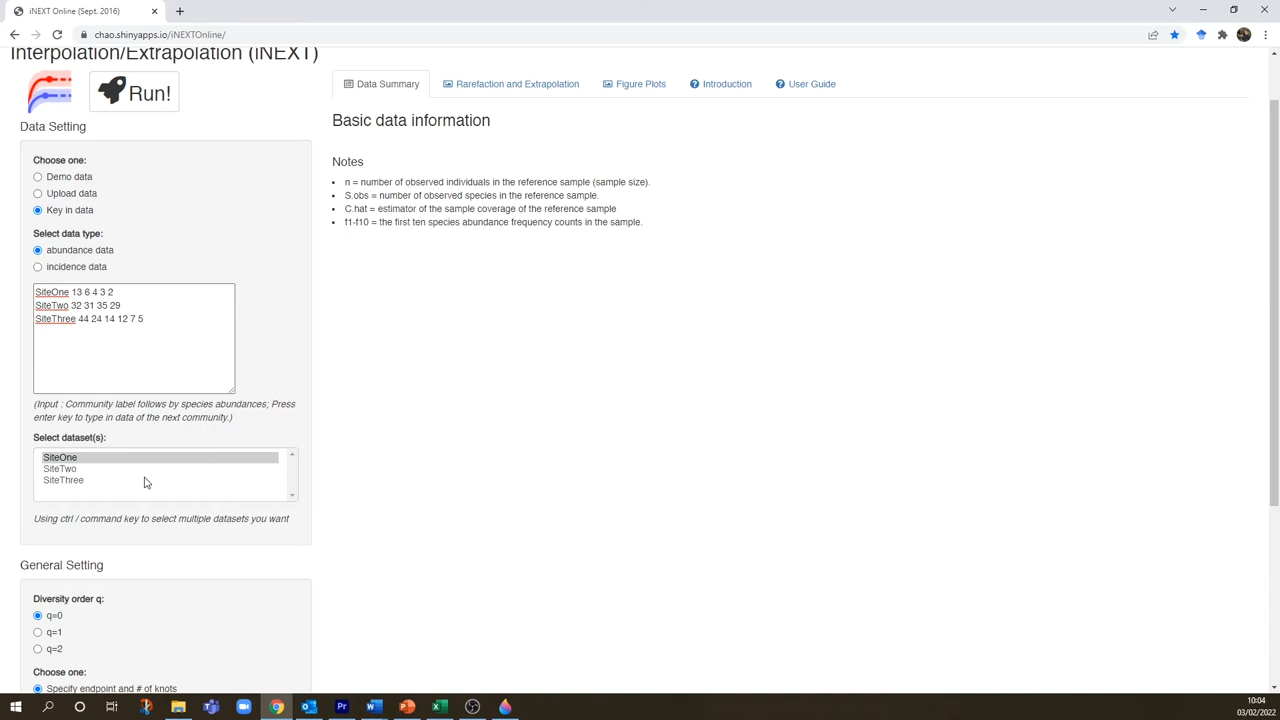 iNEXT Online (Sept. 2016)
chao.shinyapps.io/iNEXTOnline/
Interpolation/Extrapolation (iNEXT)
Run!
Data Summary
Rarefaction and Extrapolation
Figure Plots
Introduction
User Guide
Data Setting
Choose one:
Demo data
Upload data
Key in data
Select data type:
abundance data
incidence data
SiteOne 13 6 4 3 2
SiteTwo 32 31 35 29
SiteThree 44 24 14 12 7 5
(Input : Community label follows by species abundances; Press
enter key to type in data of the next community.)
Select dataset(s):
SiteOne
SiteTwo
SiteThree
Using ctrl / command key to select multiple datasets you want
General Setting
Diversity order q:
q=0
q=1
q=2
Choose one:
Specify endpoint and # of knots
Basic data information
Notes
n = number of observed individuals in the reference sample (sample size).
S.obs = number of observed species in the reference sample.
C.hat = estimator of the sample coverage of the reference sample
f1-f10 = the first ten species abundance frequency counts in the sample.
10:04
03/02/2022